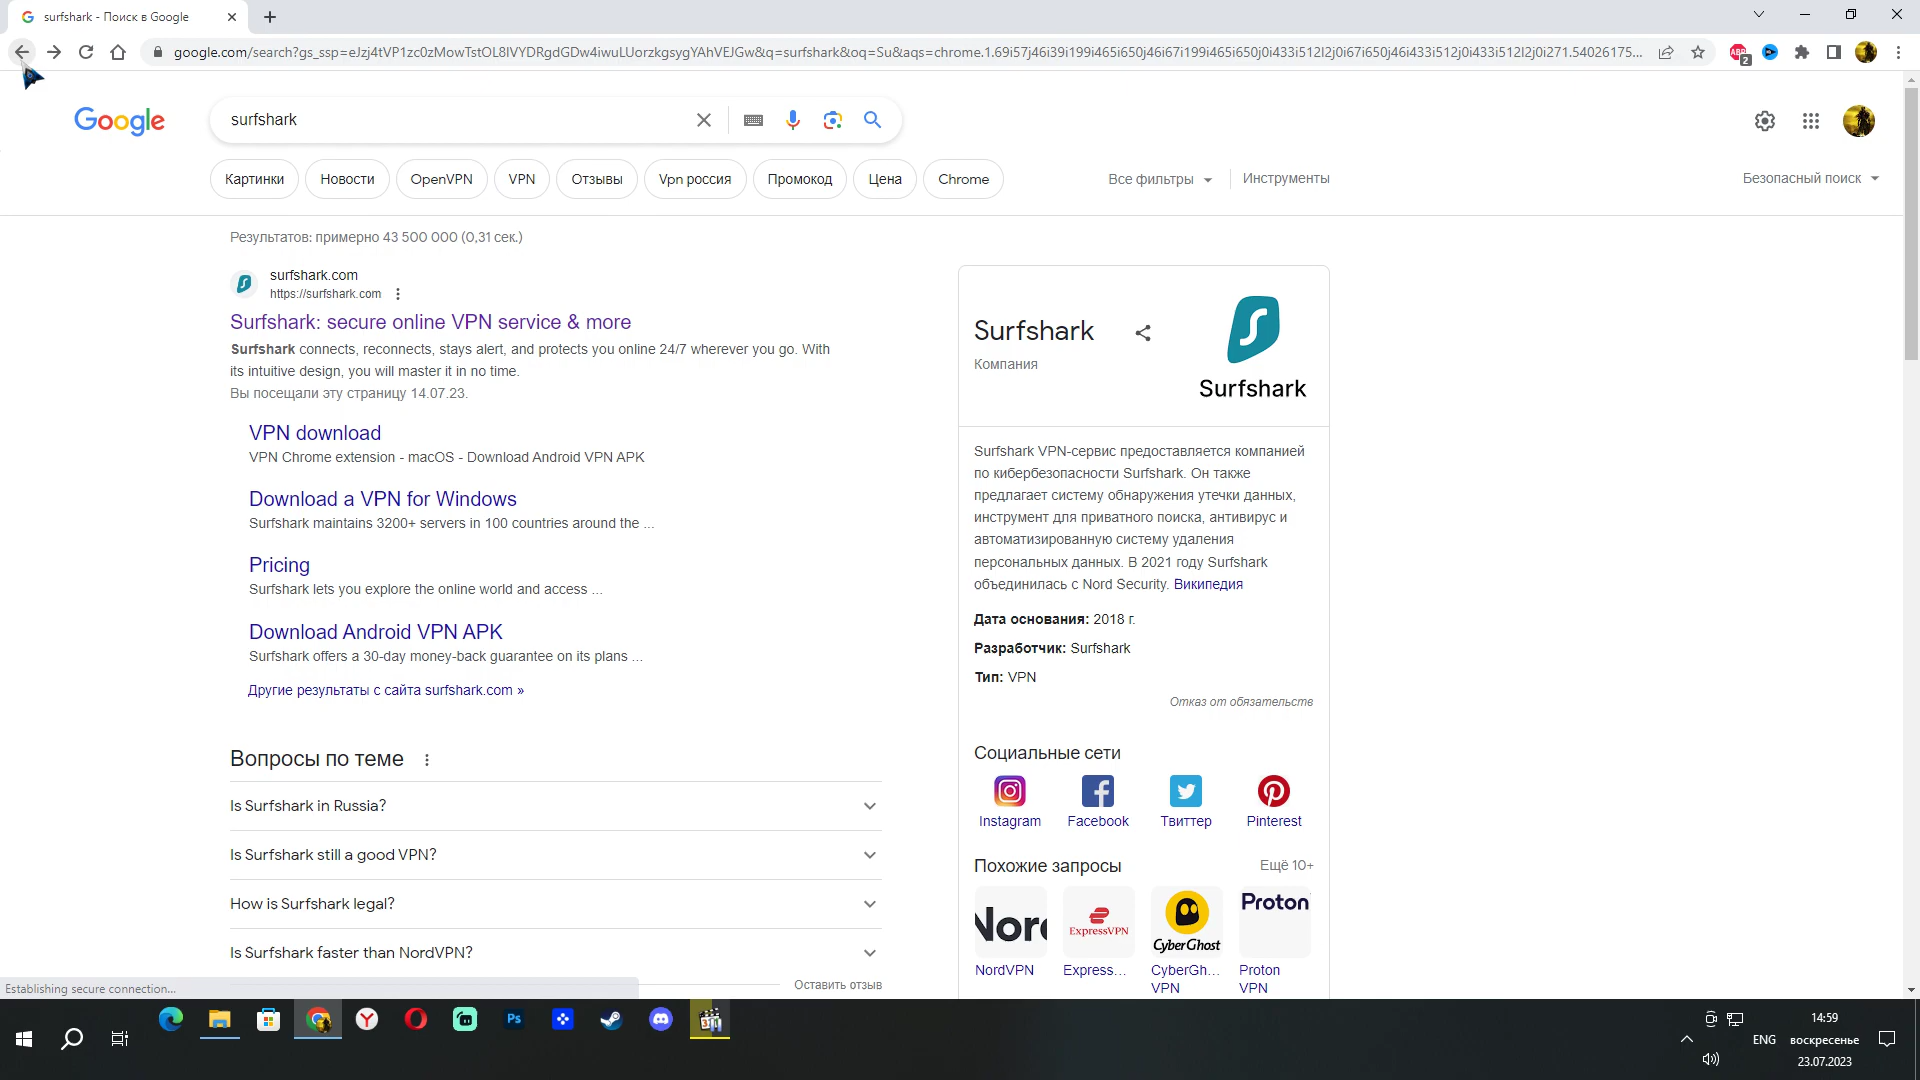 surfshark - Поиск в Google
google.com/search?gs_ssp=eJzj4tVP1zc0zMowTstOL8lVYDRgdGDw4iwuLUorzkgsygYAhVEJGw&q=surfshark&oq=Su&aqs=chrome.1.69i57j46i39i199i465i650j46i67i199i465i650j0i433i512l2j0i67i650j46i433i512j0i433i512l2j0i271.54026175...
ABP
2
Google
surfshark
Картинки
Новости
OpenVPN
VPN
Отзывы
Vpn россия
Промокод
Цена
Chrome
Все фильтры
Инструменты
Безопасный поиск
Результатов: примерно 43 500 000 (0,31 сек.)
surfshark.com
https://surfshark.com
Surfshark: secure online VPN service & more
Surfshark connects, reconnects, stays alert, and protects you online 24/7 wherever you go. With
its intuitive design, you will master it in no time.
Вы посещали эту страницу 14.07.23.
VPN download
VPN Chrome extension - macOS - Download Android VPN APK
Download a VPN for Windows
Surfshark maintains 3200+ servers in 100 countries around the ...
Pricing
Surfshark lets you explore the online world and access ...
Download Android VPN APK
Surfshark offers a 30-day money-back guarantee on its plans ...
Другие результаты с сайта surfshark.com »
Вопросы по теме
Is Surfshark in Russia?
Is Surfshark still a good VPN?
How is Surfshark legal?
Is Surfshark faster than NordVPN?
Оставить отзыв
Surfshark
Компания
Surfshark
Surfshark VPN-сервис предоставляется компанией
по кибербезопасности Surfshark. Он также
предлагает систему обнаружения утечки данных,
инструмент для приватного поиска, антивирус и
автоматизированную систему удаления
персональных данных. В 2021 году Surfshark
объединилась с Nord Security. Википедия
Дата основания: 2018 г.
Разработчик: Surfshark
Тип: VPN
Отказ от обязательств
Социальные сети
Instagram
Facebook
Твиттер
Pinterest
Похожие запросы
Ещё 10+
Nord
ExpressVPN
CyberGhost
Proton
NordVPN
Express...
CyberGh...
VPN
Proton
VPN
Establishing secure connection...
Ps
ENG
14:59
воскресенье
23.07.2023